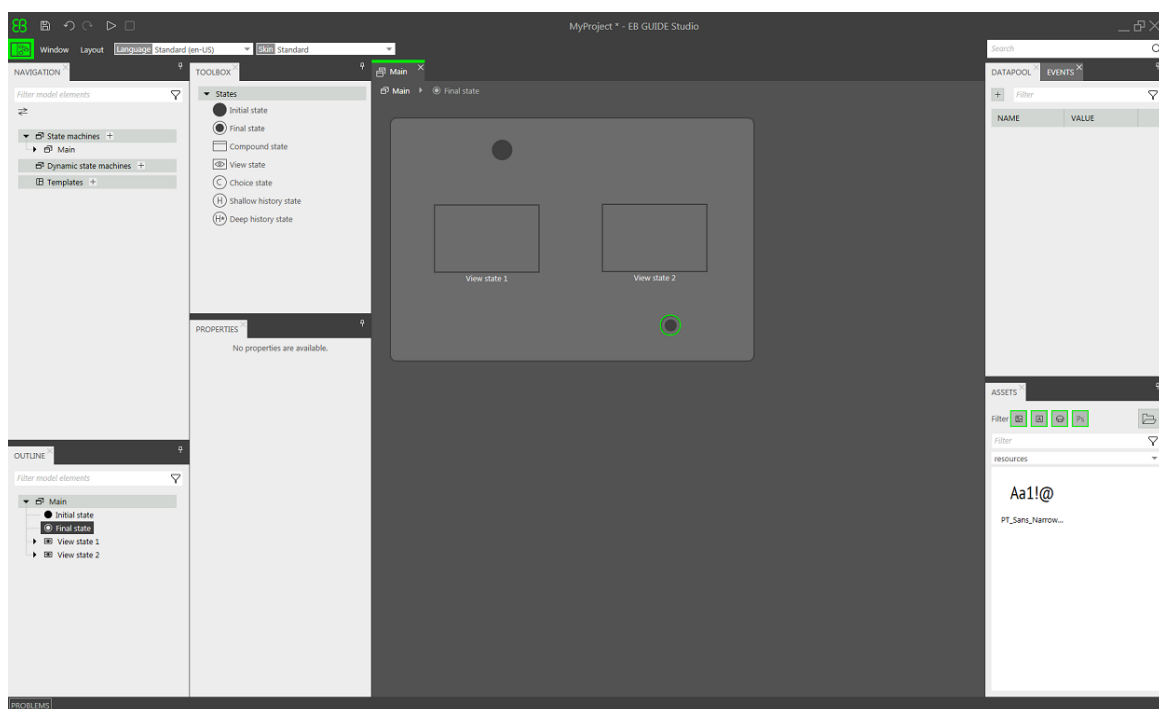 EB
MyProject * - EB GUIDE Studio
Window Layout Language Standard (en-US) Skin Standard
Search
NAVIGATION
Filter model elements
State machines +
Main
Dynamic state machines +
Templates +
OUTLINE
Filter model elements
Main
Initial state
Final state
View state 1
View state 2
TOOLBOX
States
Initial state
Final state
Compound state
View state
C Choice state
H Shallow history state
H* Deep history state
PROPERTIES
No properties are available.
Main
Main Final state
View state 1
View state 2
DATAPOOL EVENTS
+ Filter
NAME VALUE
ASSETS
Filter A Ps
Filter
resources
Aa1!@
PT_Sans_Narrow...
PROBLEMS